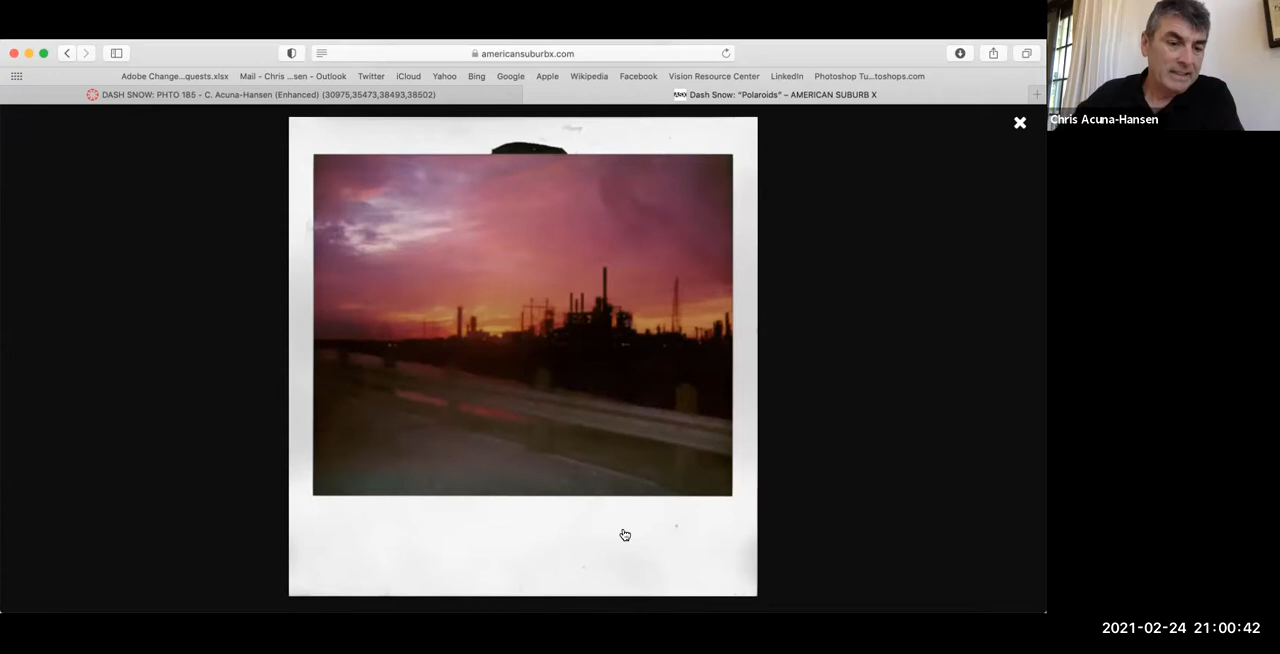 americansuburbx.com
Adobe Change...quests.xlsx Mail - Chris ...sen - Outlook Twitter iCloud Yahoo Bing Google Apple Wikipedia Facebook Vision Resource Center LinkedIn Photoshop Tu...toshops.com
DASH SNOW: PHTO 185 - C. Acuna-Hansen (Enhanced) (30975,35473,38493,38502) Dash Snow: “Polaroids” – AMERICAN SUBURB X
Chris Acuna-Hansen
2021-02-24 21:00:42